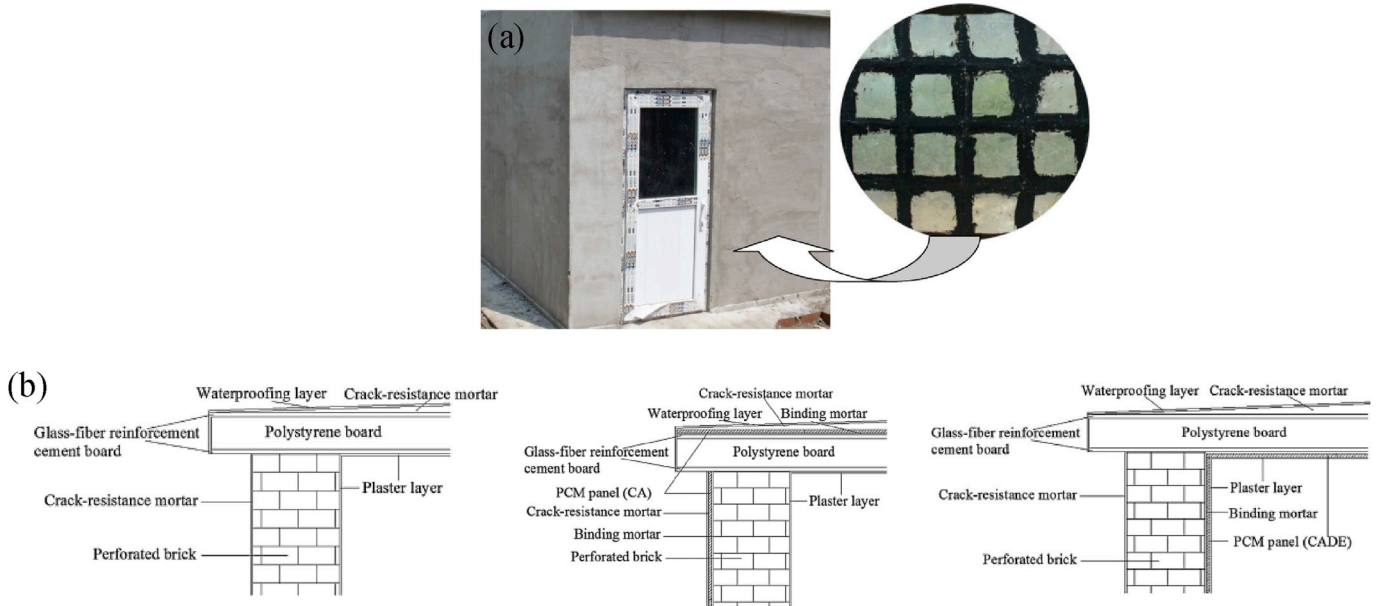 (a)
(b)
Waterproofing layer
Crack-resistance mortar
Glass-fiber reinforcement
cement board
Polystyrene board
Crack-resistance mortar
Plaster layer
Perforated brick
Crack-resistance mortar
Waterproofing layer
Binding mortar
Glass-fiber reinforcement
cement board
Polystyrene board
PCM panel (CA)
Crack-resistance mortar
Plaster layer
Binding mortar
Perforated brick
Waterproofing layer
Crack-resistance mortar
Glass-fiber reinforcement
cement board
Polystyrene board
Crack-resistance mortar
Plaster layer
Binding mortar
Perforated brick
PCM panel (CADE)